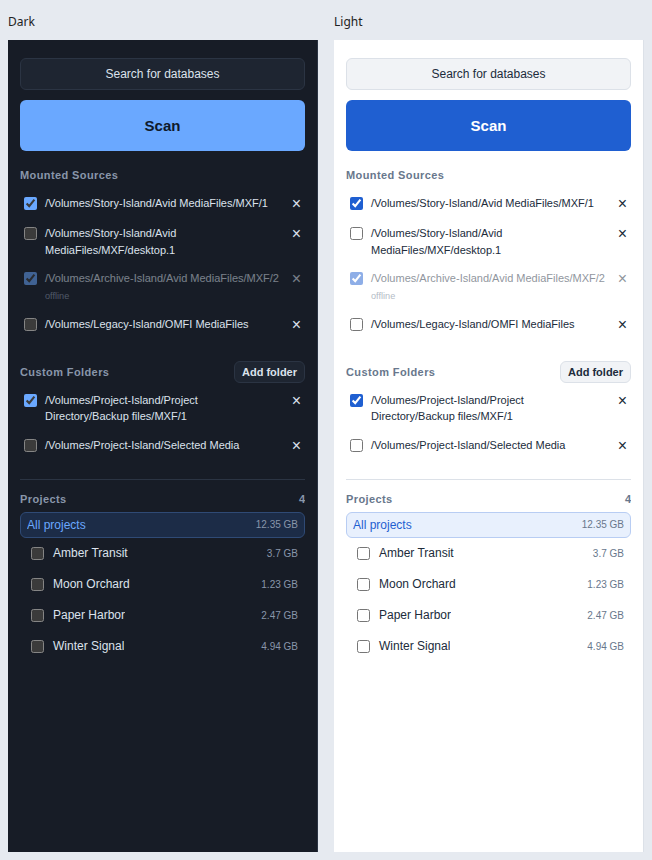 Dark
Search for databases
Scan
Mounted Sources
/Volumes/Story-Island/Avid MediaFiles/MXF/1 ×
/Volumes/Story-Island/Avid ×
MediaFiles/MXF/desktop.1
/Volumes/Archive-Island/Avid MediaFiles/MXF/2 ×
offline
/Volumes/Legacy-Island/OMFI MediaFiles ×
Custom Folders Add folder
/Volumes/Project-Island/Project ×
Directory/Backup files/MXF/1
/Volumes/Project-Island/Selected Media ×
Projects 4
All projects 12.35 GB
Amber Transit 3.7 GB
Moon Orchard 1.23 GB
Paper Harbor 2.47 GB
Winter Signal 4.94 GB
Light
Search for databases
Scan
Mounted Sources
/Volumes/Story-Island/Avid MediaFiles/MXF/1 ×
/Volumes/Story-Island/Avid ×
MediaFiles/MXF/desktop.1
/Volumes/Archive-Island/Avid MediaFiles/MXF/2 ×
offline
/Volumes/Legacy-Island/OMFI MediaFiles ×
Custom Folders Add folder
/Volumes/Project-Island/Project ×
Directory/Backup files/MXF/1
/Volumes/Project-Island/Selected Media ×
Projects 4
All projects 12.35 GB
Amber Transit 3.7 GB
Moon Orchard 1.23 GB
Paper Harbor 2.47 GB
Winter Signal 4.94 GB